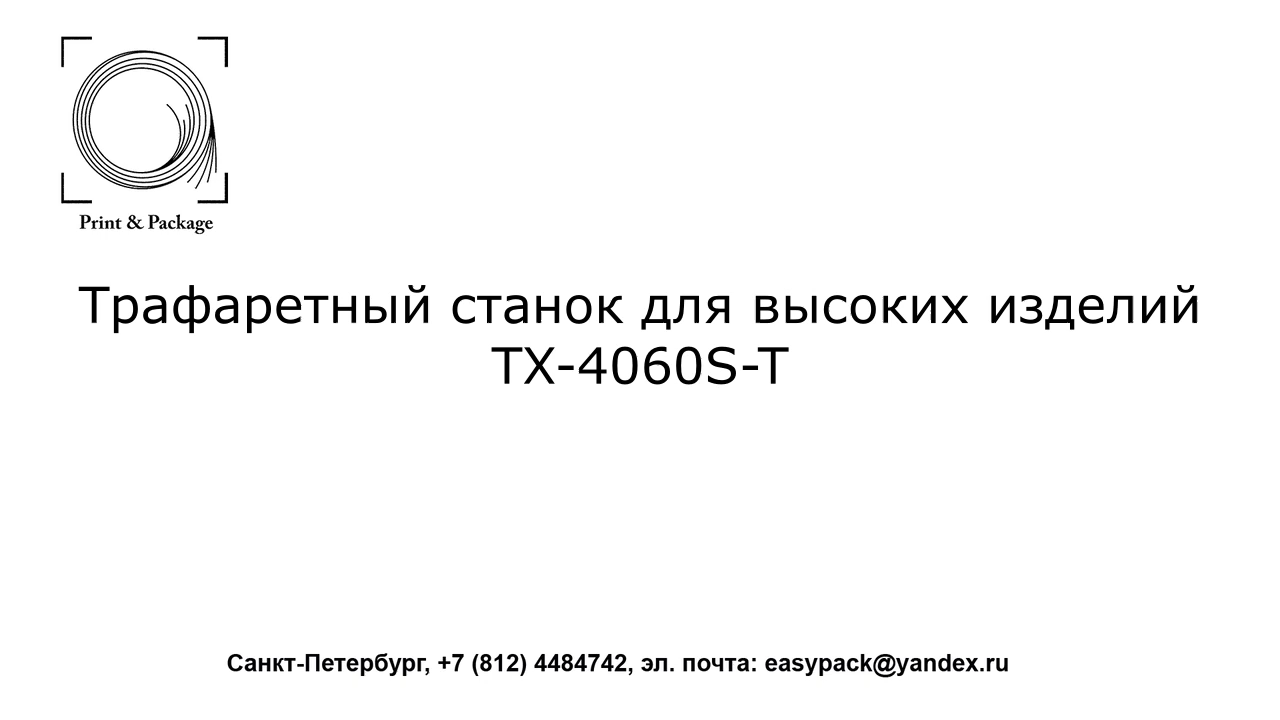 Print & Package
Трафаретный станок для высоких изделий
TX-4060S-T
Санкт-Петербург, +7 (812) 4484742, эл. почта: easypack@yandex.ru